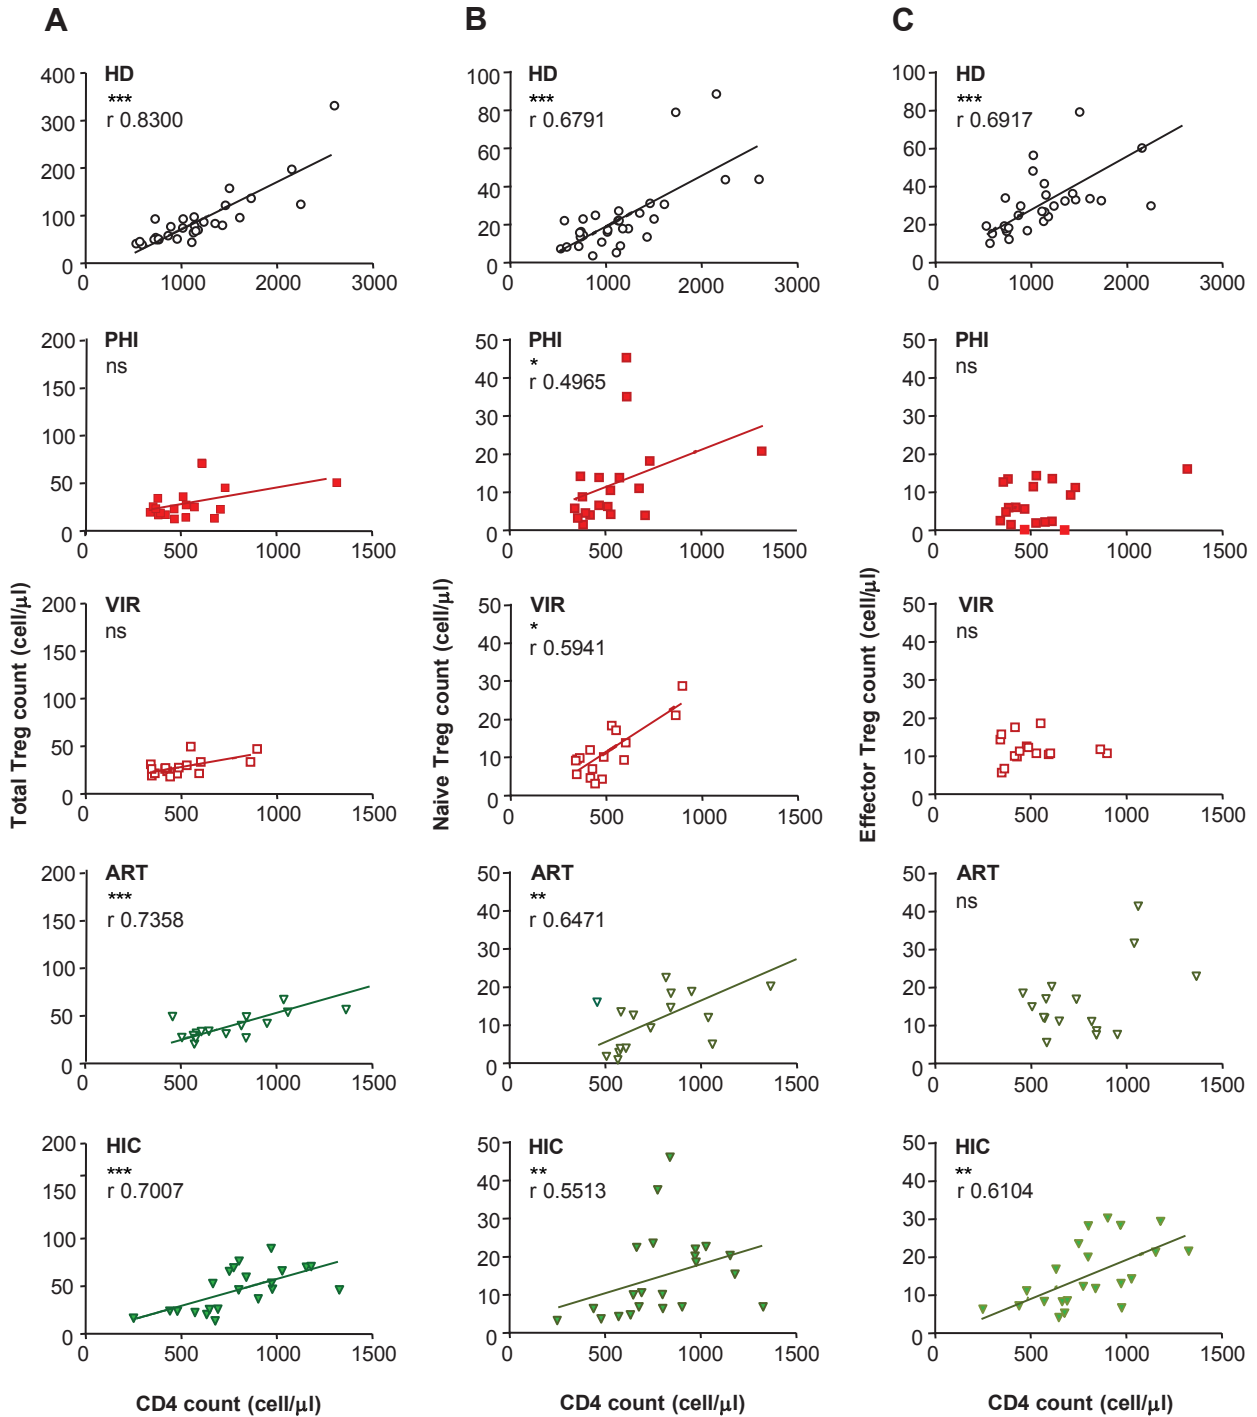 A B C
HD
***
r 0.8300
400
300
200
100
0
0 1000 2000 3000
HD
***
r 0.6791
100
80
60
40
20
0
0 1000 2000 3000
HD
***
r 0.6917
100
80
60
40
20
0
0 1000 2000 3000
PHI
ns
200
150
100
50
0
0 500 1000 1500
PHI
*
r 0.4965
50
40
30
20
10
0
0 500 1000 1500
PHI
ns
50
40
30
20
10
0
0 500 1000 1500
Total Treg count (cell/µl)
VIR
ns
200
150
100
50
0
0 500 1000 1500
Naive Treg count (cell/µl)
VIR
*
r 0.5941
50
40
30
20
10
0
0 500 1000 1500
Effector Treg count (cell/µl)
VIR
ns
50
40
30
20
10
0
0 500 1000 1500
ART
***
r 0.7358
200
150
100
50
0
0 500 1000 1500
ART
**
r 0.6471
50
40
30
20
10
0
0 500 1000 1500
ART
ns
50
40
30
20
10
0
0 500 1000 1500
HIC
***
r 0.7007
200
150
100
50
0
0 500 1000 1500
HIC
**
r 0.5513
50
40
30
20
10
0
0 500 1000 1500
HIC
**
r 0.6104
50
40
30
20
10
0
0 500 1000 1500
CD4 count (cell/µl) CD4 count (cell/µl) CD4 count (cell/µl)